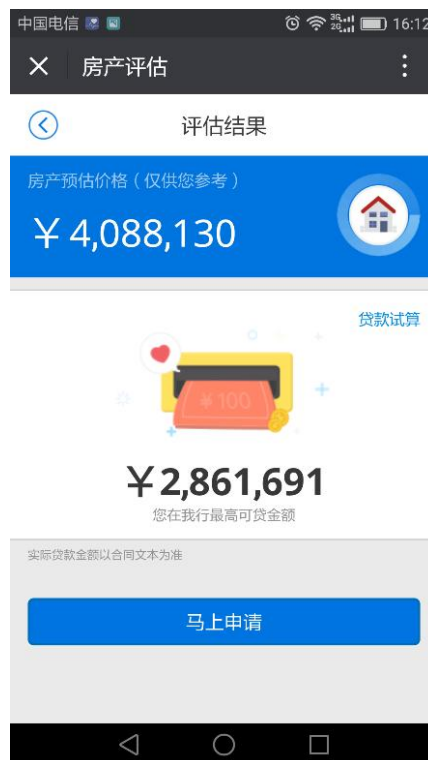 中国电信 3G 2G 16:12
房产评估
评估结果
房产预估价格（仅供您参考）
￥4,088,130
贷款试算
￥100
￥2,861,691
您在我行最高可贷金额
实际贷款金额以合同文本为准
马上申请